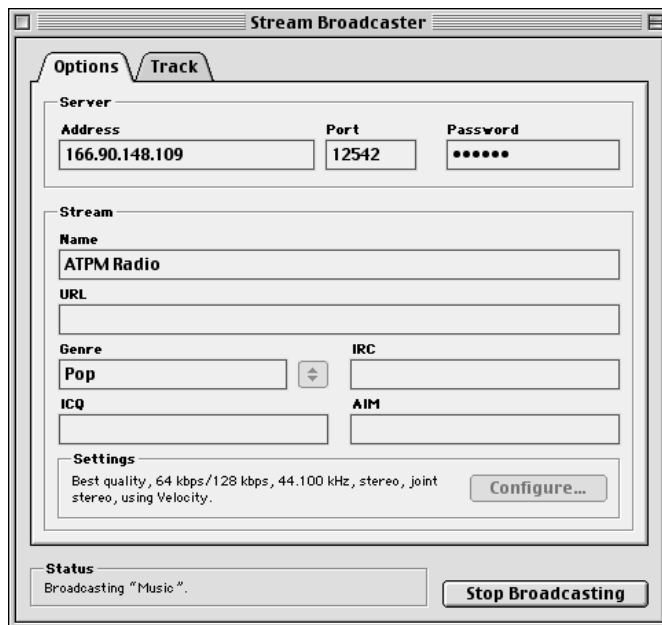 Stream Broadcaster
Options Track
Server
Address Port Password
166.90.148.109 12542 ••••••
Stream
Name
ATPM Radio
URL
Genre IRC
Pop
ICQ AIM
Settings
Best quality, 64 kbps/128 kbps, 44.100 kHz, stereo, joint
stereo, using Velocity.
Configure...
Status
Broadcasting “Music”.
Stop Broadcasting